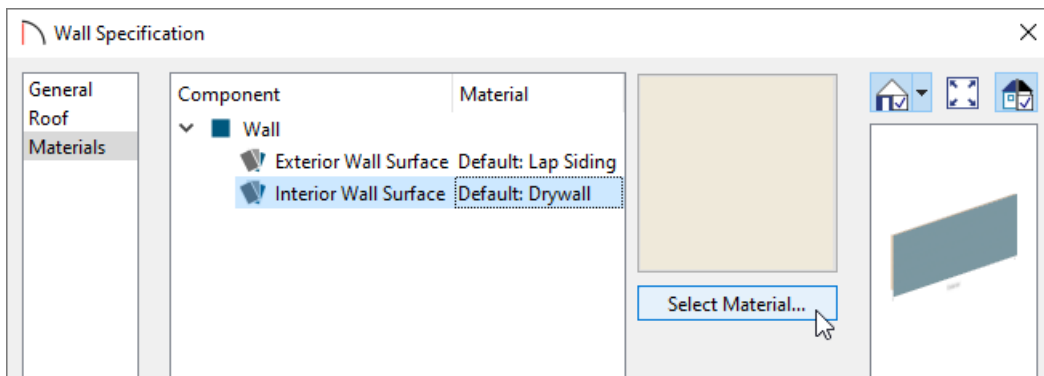 Wall Specification
General
Roof
Materials
Component Material
Wall
Exterior Wall Surface Default: Lap Siding
Interior Wall Surface Default: Drywall
Select Material...